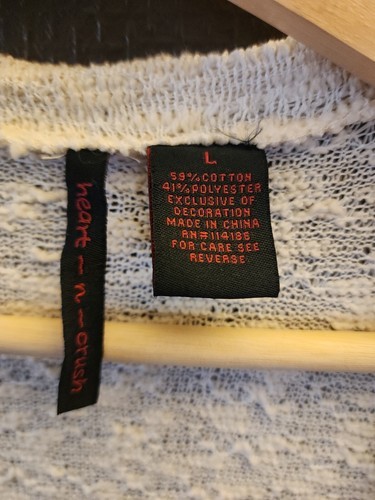 heart-n-crush
L
59% COTTON
41% POLYESTER
EXCLUSIVE OF
DECORATION
MADE IN CHINA
RN#114186
FOR CARE SEE
REVERSE